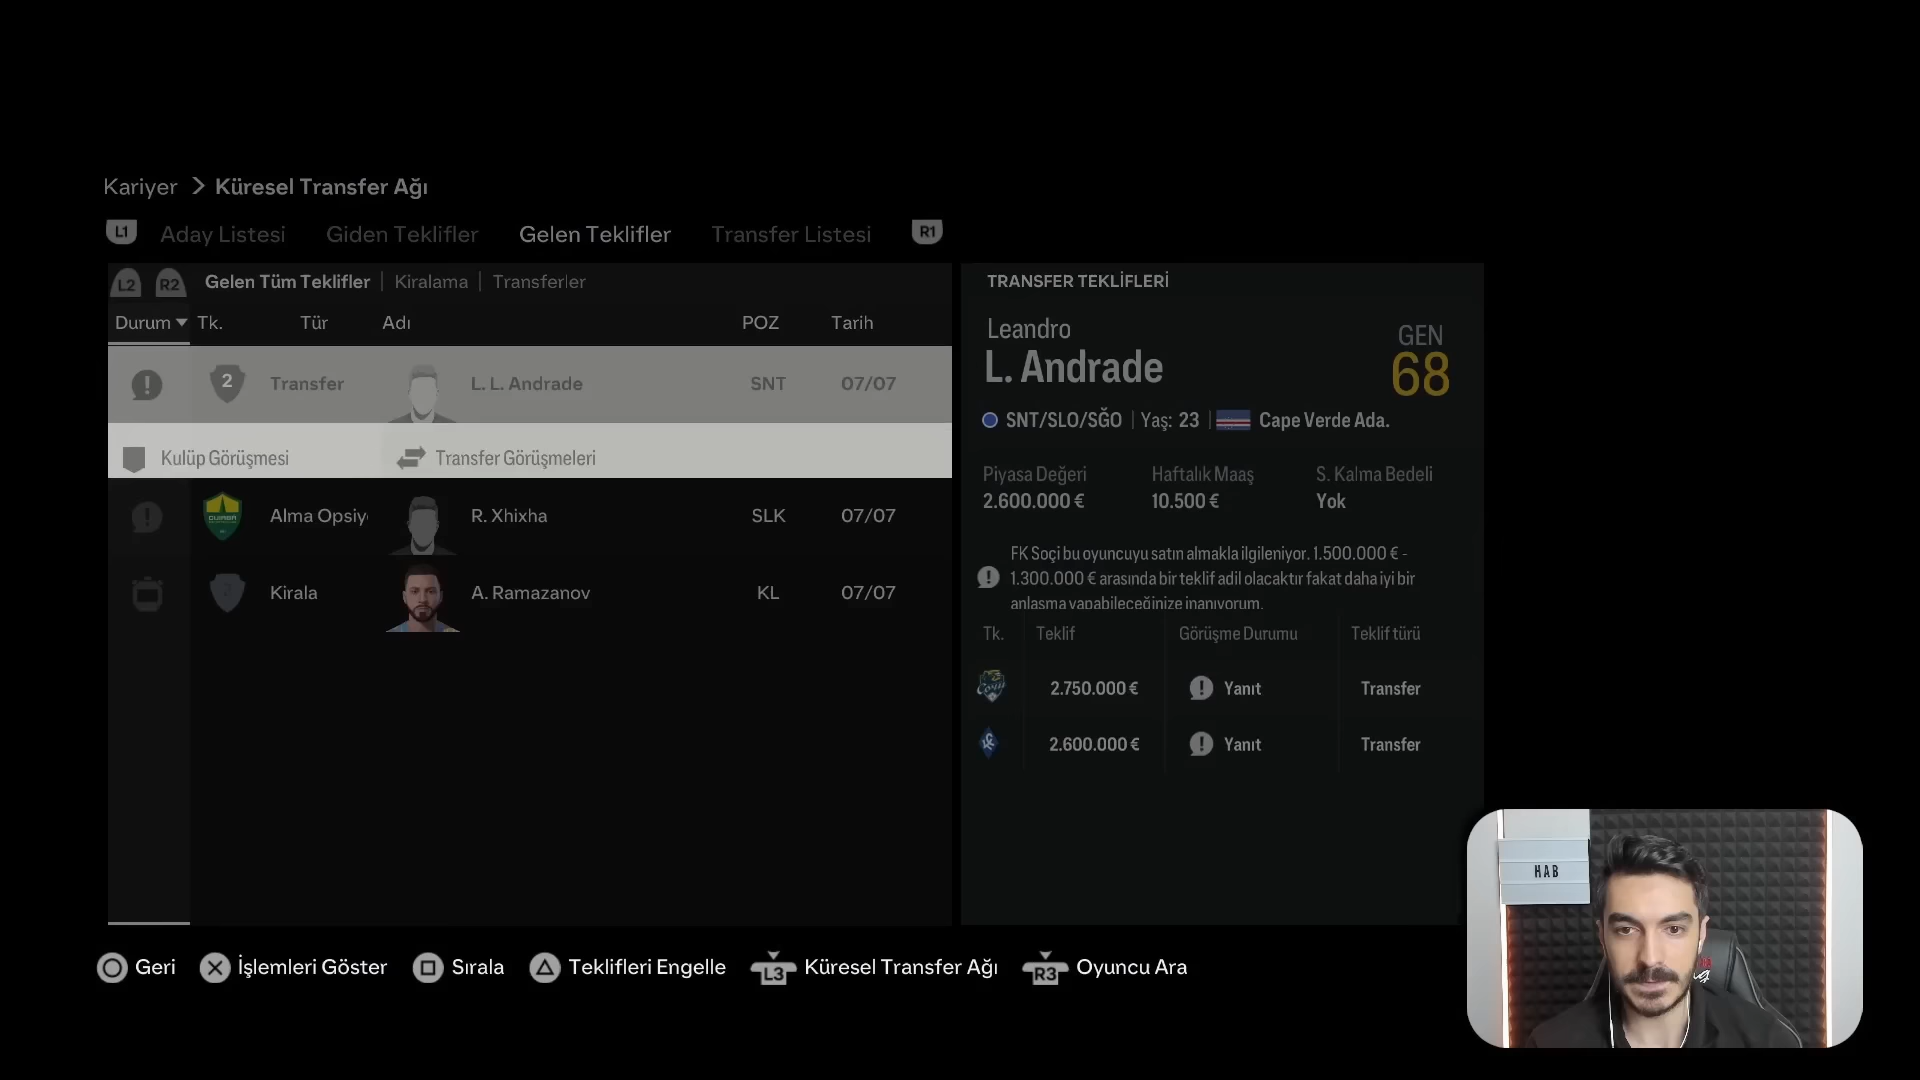 Kariyer > Küresel Transfer Ağı
L1 Aday Listesi Giden Teklifler Gelen Teklifler Transfer Listesi R1
L2 R2 Gelen Tüm Teklifler | Kiralama | Transferler
Durum Tk. Tür Adı POZ Tarih
2 Transfer L. L. Andrade SNT 07/07
Kulüp Görüşmesi Transfer Görüşmeleri
Alma Opsiy R. Xhixha SLK 07/07
Kirala A. Ramazanov KL 07/07
TRANSFER TEKLİFLERİ
Leandro
L. Andrade
GEN
68
SNT/SLO/SĞO | Yaş: 23 | Cape Verde Ada.
Piyasa Değeri Haftalık Maaş S. Kalma Bedeli
2.600.000 € 10.500 € Yok
FK Soçi bu oyuncuyu satın almakla ilgileniyor. 1.500.000 € -
1.300.000 € arasında bir teklif adil olacaktır fakat daha iyi bir
anlaşma yapabileceğinize inanıyorum.
Tk. Teklif Görüşme Durumu Teklif türü
2.750.000 € Yanıt Transfer
2.600.000 € Yanıt Transfer
HAB
Geri İşlemleri Göster Sırala Teklifleri Engelle L3 Küresel Transfer Ağı R3 Oyuncu Ara